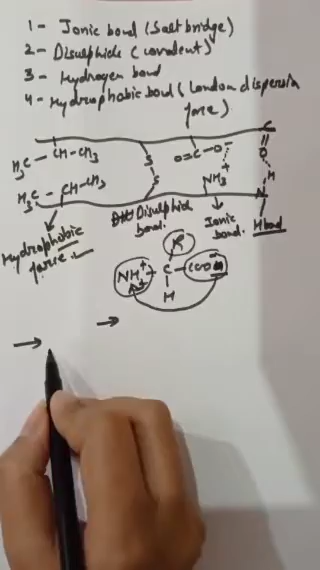 1 - Ionic bond (Salt bridge)
2 - Disulphide (covalent)
3 - Hydrogen bond
4 - Hydrophobic bond (London dispersion
force)
H₃C - CH-CH₃
S
S
O=C-O-
C
O
H
N
H₃C - CH-CH₃
NH₃+
Disulphide
bond.
Ionic
bond.
H bond
Hydrophobic
force.
R
NH₃+ - C - COO-
H